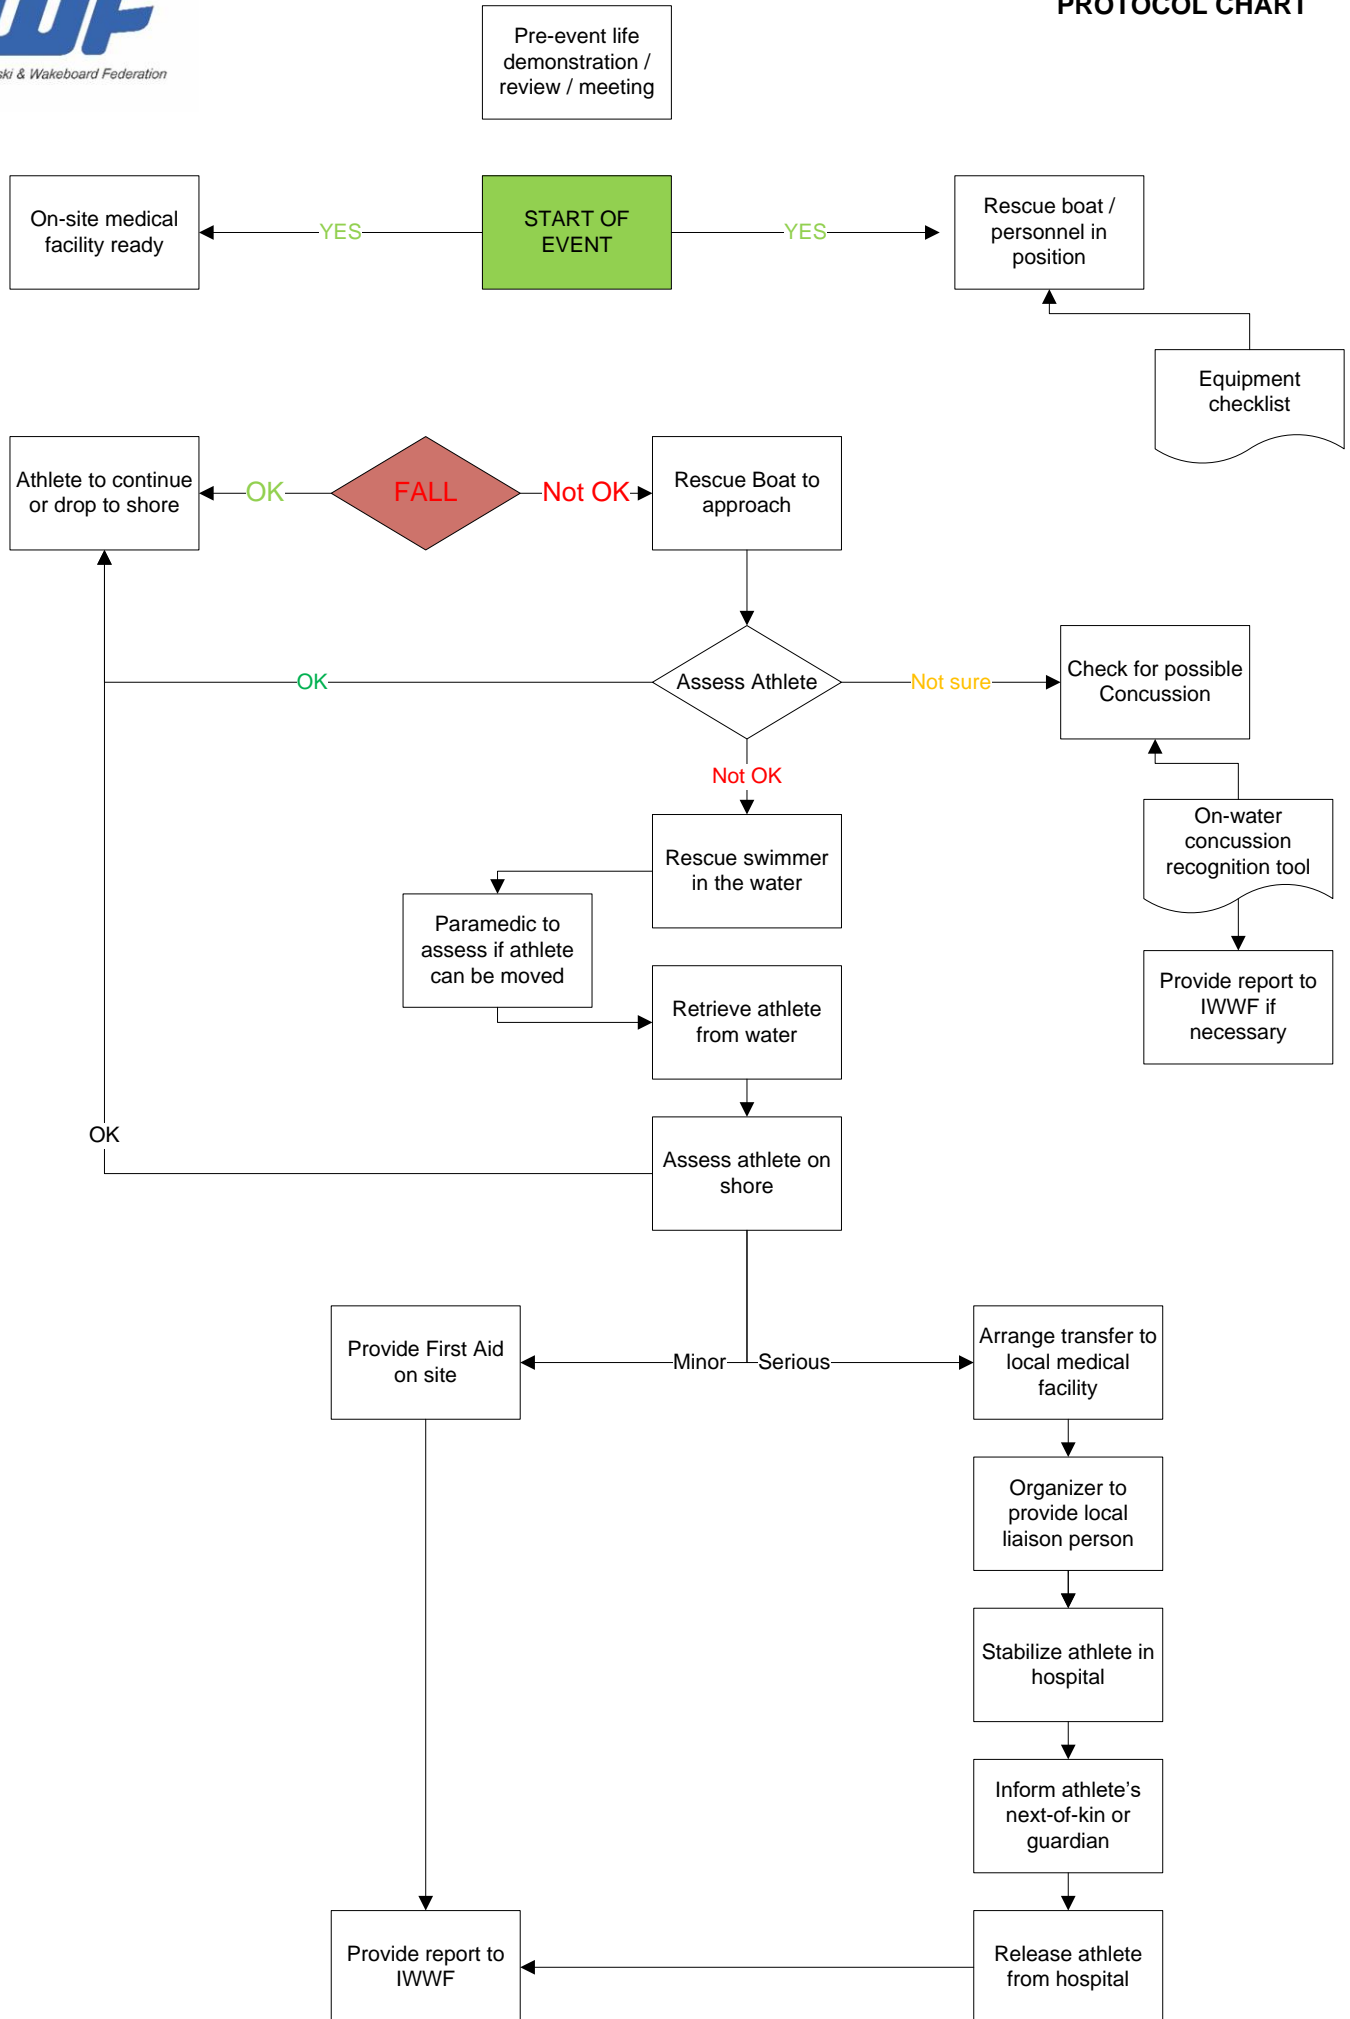 PROTOCOL CHART
ski & Wakeboard Federation
Pre-event life
demonstration /
review / meeting
On-site medical
facility ready
YES
START OF
EVENT
YES
Rescue boat /
personnel in
position
Equipment
checklist
Athlete to continue
or drop to shore
OK
FALL
Not OK
Rescue Boat to
approach
OK
Assess Athlete
Not sure
Check for possible
Concussion
Not OK
On-water
concussion
recognition tool
Rescue swimmer
in the water
Paramedic to
assess if athlete
can be moved
Provide report to
IWWF if
necessary
Retrieve athlete
from water
OK
Assess athlete on
shore
Provide First Aid
on site
Minor
Serious
Arrange transfer to
local medical
facility
Organizer to
provide local
liaison person
Stabilize athlete in
hospital
Inform athlete’s
next-of-kin or
guardian
Provide report to
IWWF
Release athlete
from hospital